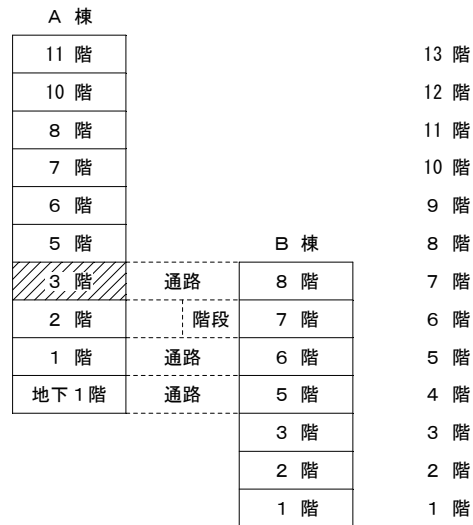 A 棟
11 階
13 階
10 階
12 階
8 階
11 階
7 階
10 階
6 階
9 階
5 階
B 棟
8 階
3 階
通路
8 階
7 階
2 階
階段
7 階
6 階
1 階
通路
6 階
5 階
地下1階
通路
5 階
4 階
3 階
3 階
2 階
2 階
1 階
1 階